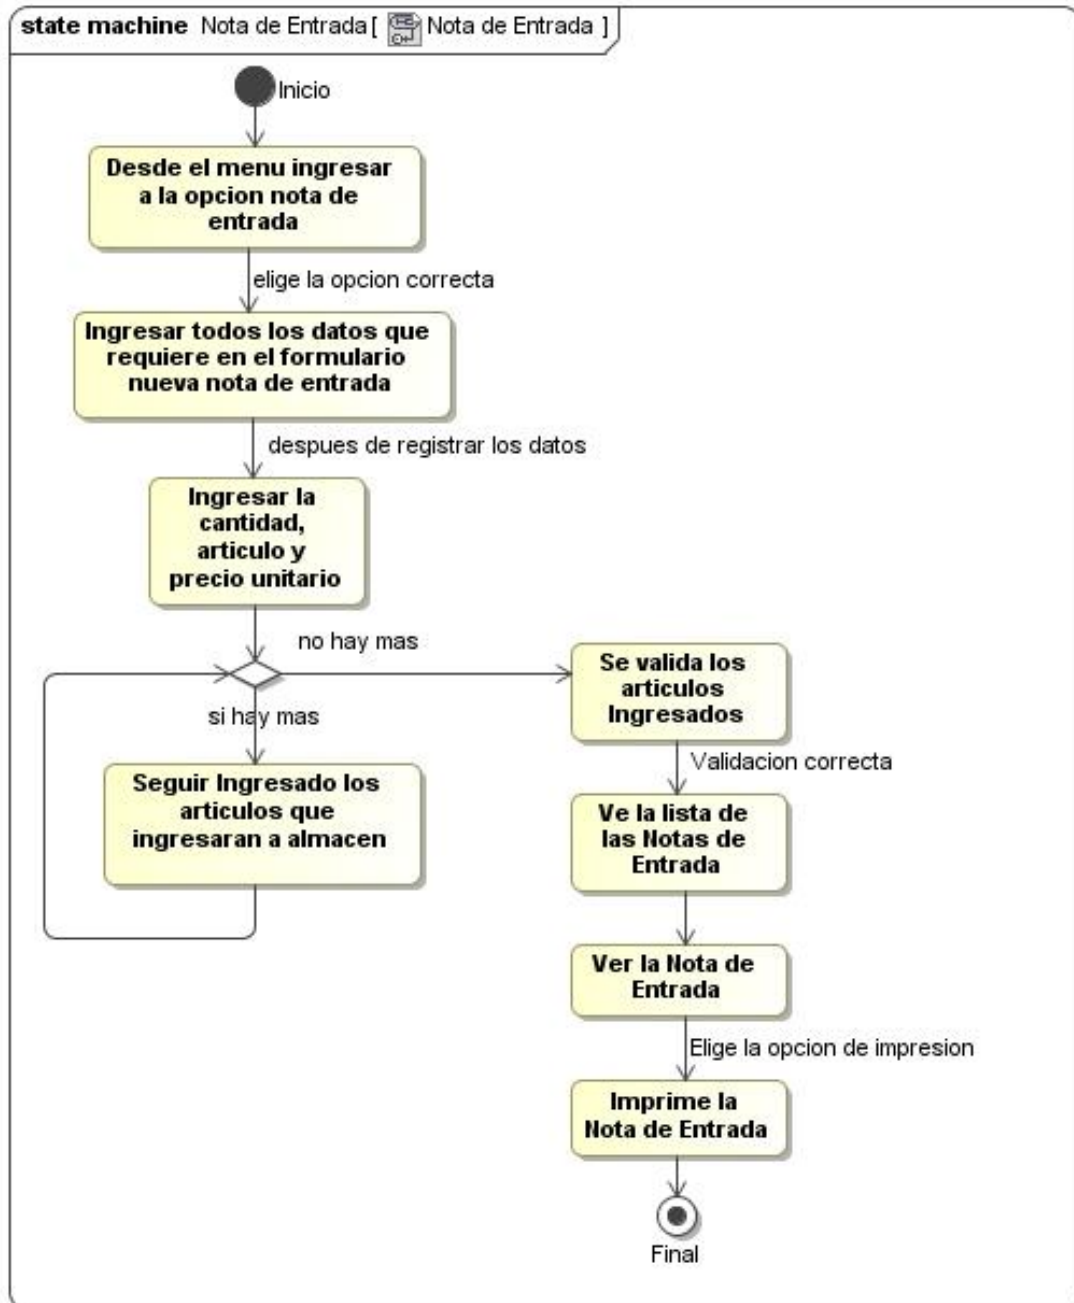 state machine Nota de Entrada [ Nota de Entrada ]
Inicio
Desde el menu ingresar
a la opcion nota de
entrada
elige la opcion correcta
Ingresar todos los datos que
requiere en el formulario
nueva nota de entrada
despues de registrar los datos
Ingresar la
cantidad,
articulo y
precio unitario
no hay mas
si hay mas
Seguir Ingresado los
articulos que
ingresaran a almacen
Se valida los
articulos
Ingresados
Validacion correcta
Ve la lista de
las Notas de
Entrada
Ver la Nota de
Entrada
Elige la opcion de impresion
Imprime la
Nota de Entrada
Final